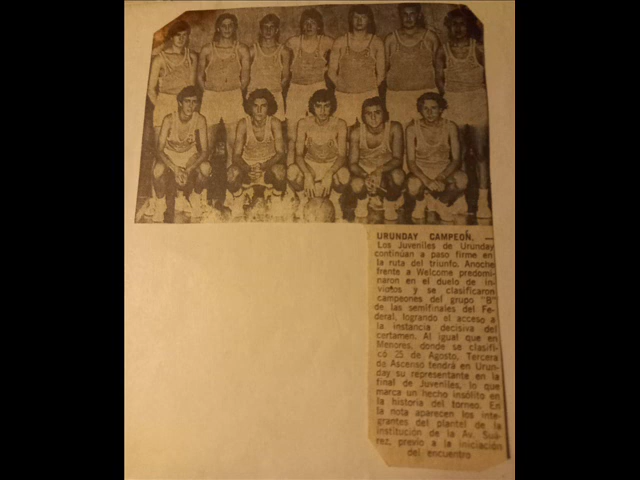 URUNDAY CAMPEON. —
Los Juveniles de Urunday
continúan a paso firme en
la ruta del triunfo. Anoche
frente a Welcome predomi-
naron en el duelo de in-
victos y se clasificaron
campeones del grupo "B"
de las semifinales del Fe-
deral, logrando el acceso a
la instancia decisiva del
certamen. Al igual que en
Menores, donde se clasifi-
có 25 de Agosto, Tercera
de Ascenso tendrá en Urun-
day su representante en la
final de Juveniles, lo que
marca un hecho insólito en
la historia del torneo. En
la nota aparecen los inte-
grantes del plantel de la
institución de la Av. Suá-
rez, previo a la iniciación
del encuentro